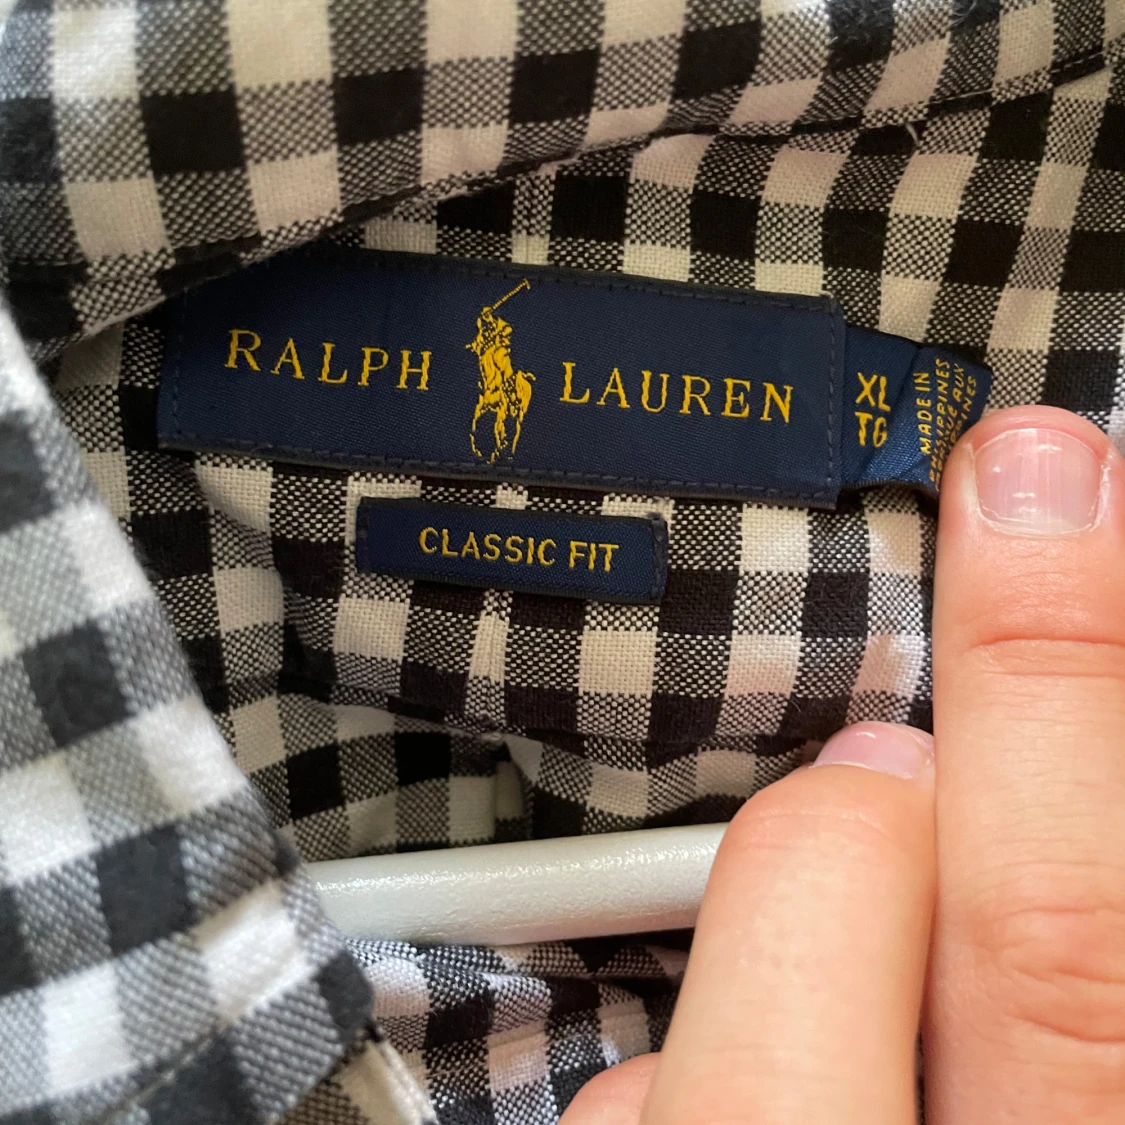 RALPH LAUREN
XL
TG
MADE IN
CLASSIC FIT